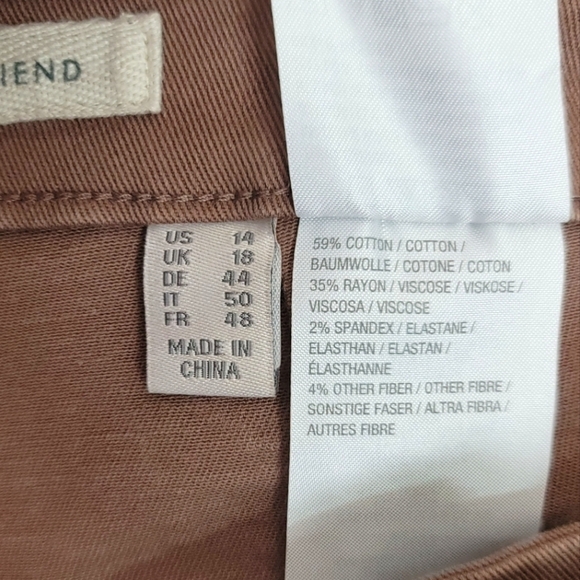 IEND
US 14
UK 18
DE 44
IT 50
FR 48
MADE IN
CHINA
59% COTTON / COTTON /
BAUMWOLLE / COTONE / COTON
35% RAYON / VISCOSE / VISKOSE /
VISCOSA / VISCOSE
2% SPANDEX / ELASTANE /
ELASTHAN / ELASTAN /
ÉLASTHANNE
4% OTHER FIBER / OTHER FIBRE /
SONSTIGE FASER / ALTRA FIBRA /
AUTRES FIBRE